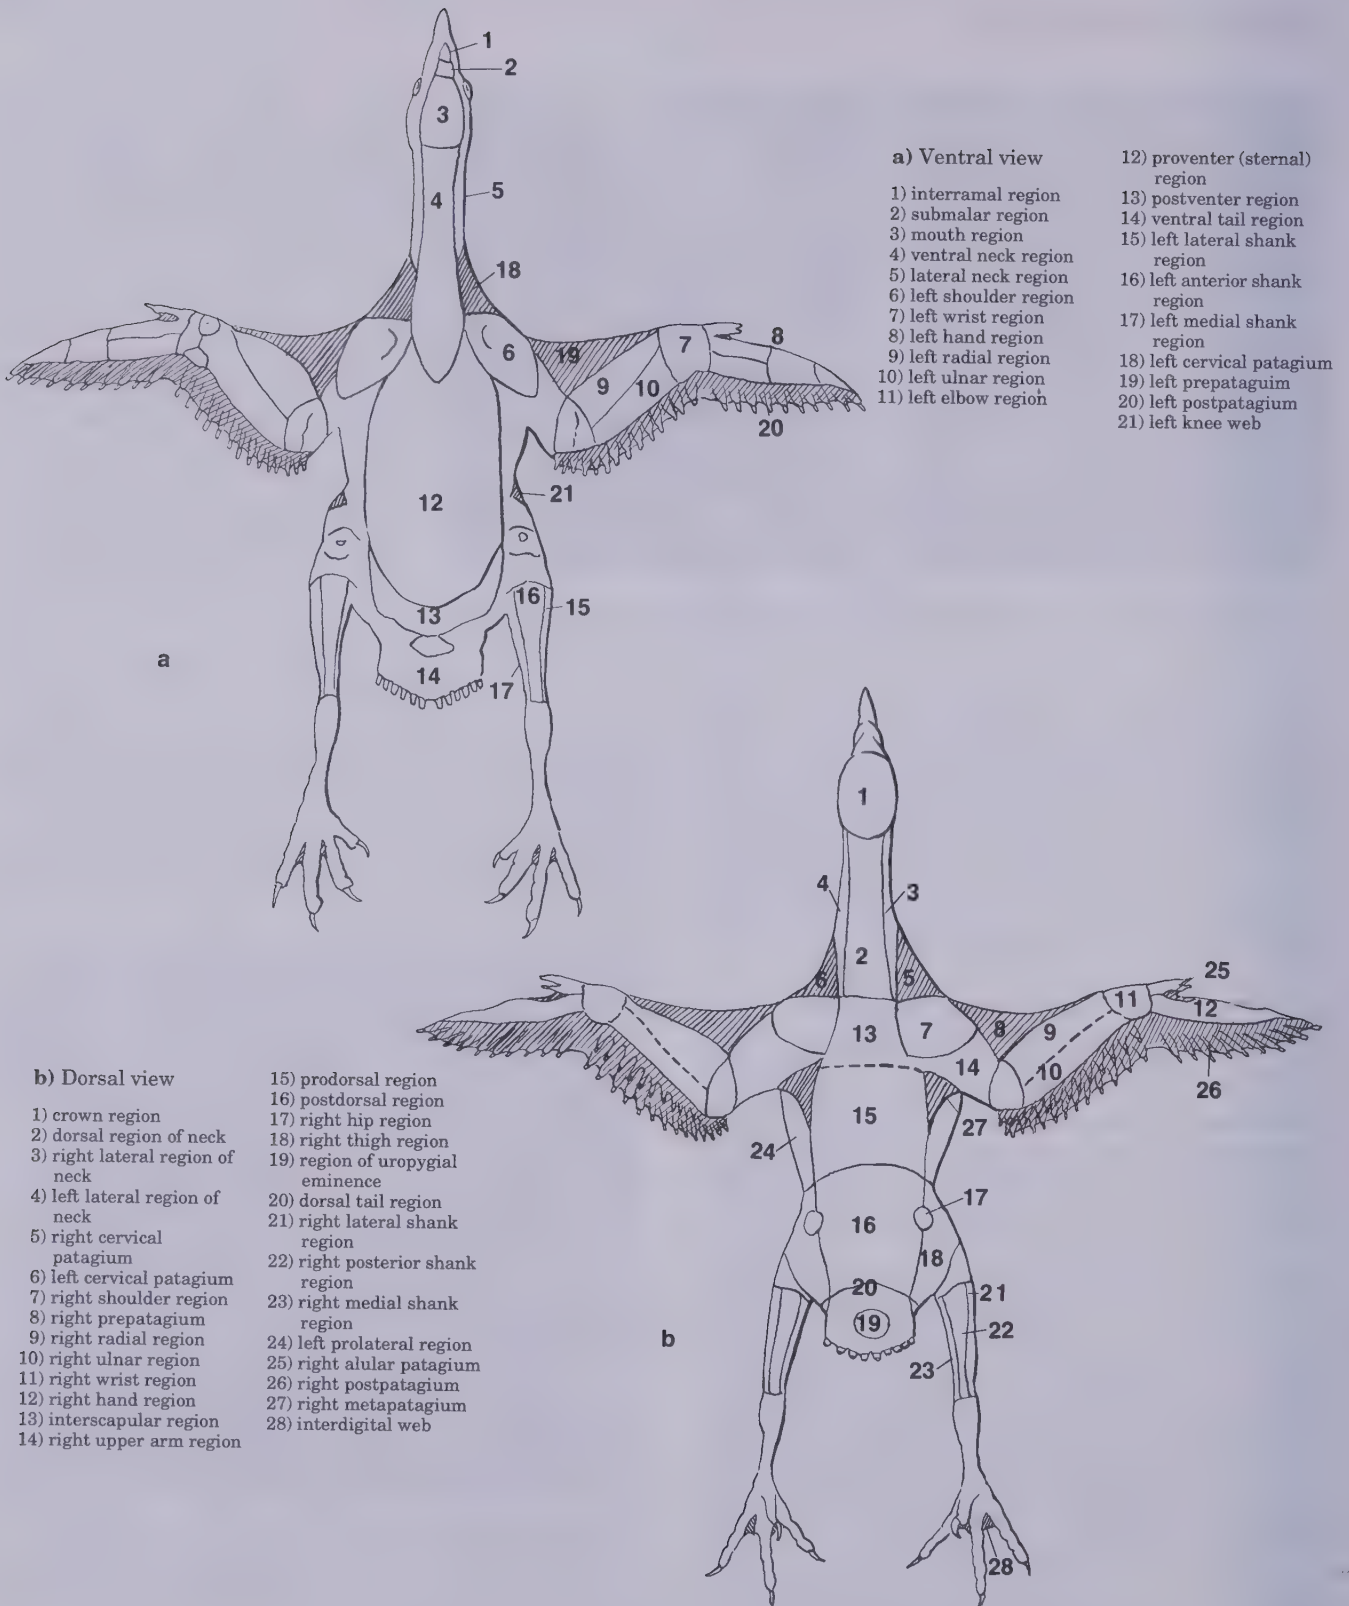 1
2
3
4
5
18
6
19
7
8
9
10
20
12
21
13
16
15
14
17
a
a) Ventral view
1) interramal region
2) submalar region
3) mouth region
4) ventral neck region
5) lateral neck region
6) left shoulder region
7) left wrist region
8) left hand region
9) left radial region
10) left ulnar region
11) left elbow region
12) proventer (sternal)
region
13) postventer region
14) ventral tail region
15) left lateral shank
region
16) left anterior shank
region
17) left medial shank
region
18) left cervical patagium
19) left prepataguim
20) left postpatagium
21) left knee web
1
4
3
2
6
5
25
11
12
13
7
8
9
14
10
26
15
27
24
17
16
18
20
21
19
22
23
b
28
b) Dorsal view
1) crown region
2) dorsal region of neck
3) right lateral region of
neck
4) left lateral region of
neck
5) right cervical
patagium
6) left cervical patagium
7) right shoulder region
8) right prepatagium
9) right radial region
10) right ulnar region
11) right wrist region
12) right hand region
13) interscapular region
14) right upper arm region
15) prodorsal region
16) postdorsal region
17) right hip region
18) right thigh region
19) region of uropygial
eminence
20) dorsal tail region
21) right lateral shank
region
22) right posterior shank
region
23) right medial shank
region
24) left prolateral region
25) right alular patagium
26) right postpatagium
27) right metapatagium
28) interdigital web